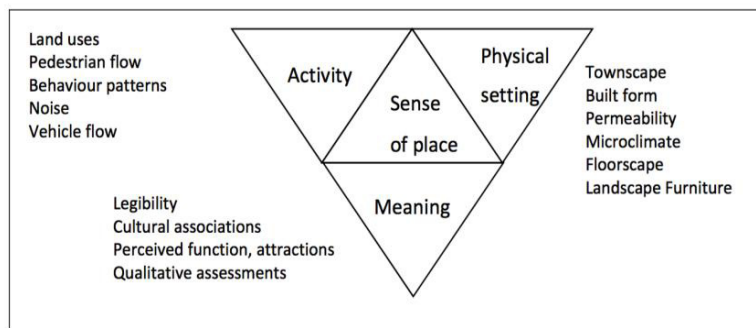 Land uses
Pedestrian flow
Behaviour patterns
Noise
Vehicle flow
Activity
Physical
setting
Sense
of place
Townscape
Built form
Permeability
Microclimate
Floorscape
Landscape Furniture
Legibility
Cultural associations
Perceived function, attractions
Qualitative assessments
Meaning